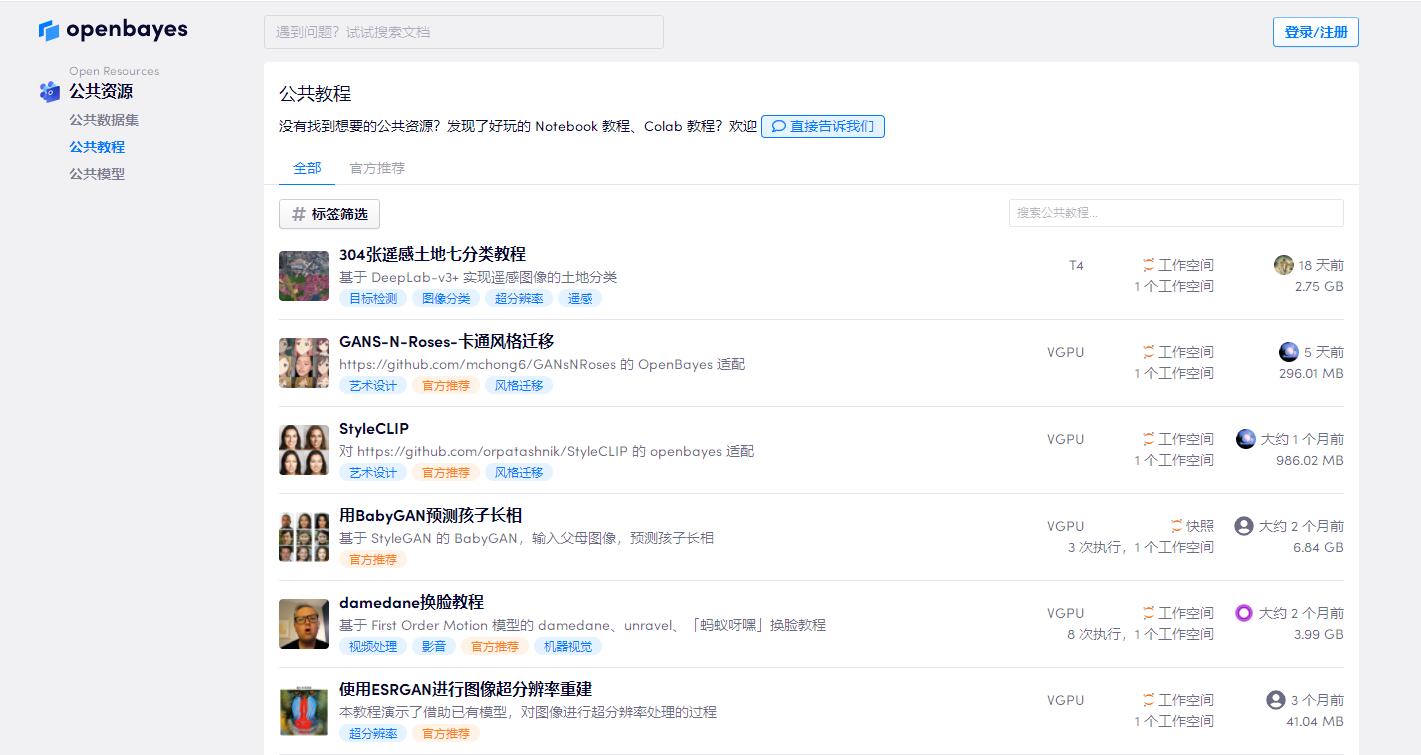 openbayes
遇到问题？试试搜索文档
登录/注册
Open Resources
公共资源
公共数据集
公共教程
公共模型
公共教程
没有找到想要的公共资源？发现了好玩的 Notebook 教程、Colab 教程？欢迎 直接告诉我们
全部 官方推荐
# 标签筛选
搜索公共教程...
304张遥感土地七分类教程
基于 DeepLab-v3+ 实现遥感图像的土地分类
目标检测 图像分类 超分辨率 遥感
T4 工作空间 18 天前
1 个工作空间 2.75 GB
GANS-N-Roses-卡通风格迁移
https://github.com/mchong6/GANsNRoses 的 OpenBayes 适配
艺术设计 官方推荐 风格迁移
VGPU 工作空间 5 天前
1 个工作空间 296.01 MB
StyleCLIP
对 https://github.com/orpatashnik/StyleCLIP 的 openbayes 适配
艺术设计 官方推荐 风格迁移
VGPU 工作空间 大约 1 个月前
1 个工作空间 986.02 MB
用BabyGAN预测孩子长相
基于 StyleGAN 的 BabyGAN，输入父母图像，预测孩子长相
官方推荐
VGPU 快照 大约 2 个月前
3 次执行，1 个工作空间 6.84 GB
damedane换脸教程
基于 First Order Motion 模型的 damedane、unravel、「蚂蚁呀嘿」换脸教程
视频处理 影音 官方推荐 机器视觉
VGPU 工作空间 大约 2 个月前
8 次执行，1 个工作空间 3.99 GB
使用ESRGAN进行图像超分辨率重建
本教程演示了借助已有模型，对图像进行超分辨率处理的过程
超分辨率 官方推荐
VGPU 工作空间 3 个月前
1 个工作空间 41.04 MB